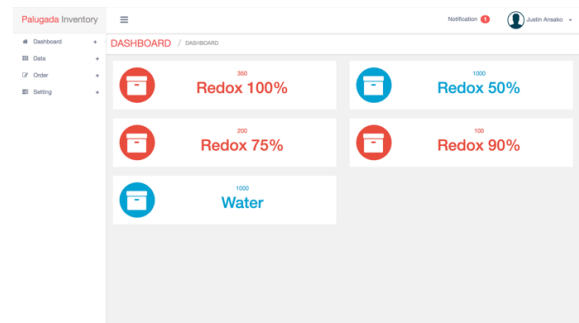 Palugada Inventory
Notification 1
Justin Ansako
Dashboard +
DASHBOARD / DASHBOARD
Data +
Order +
Setting +
350
Redox 100%
1000
Redox 50%
200
Redox 75%
100
Redox 90%
1000
Water